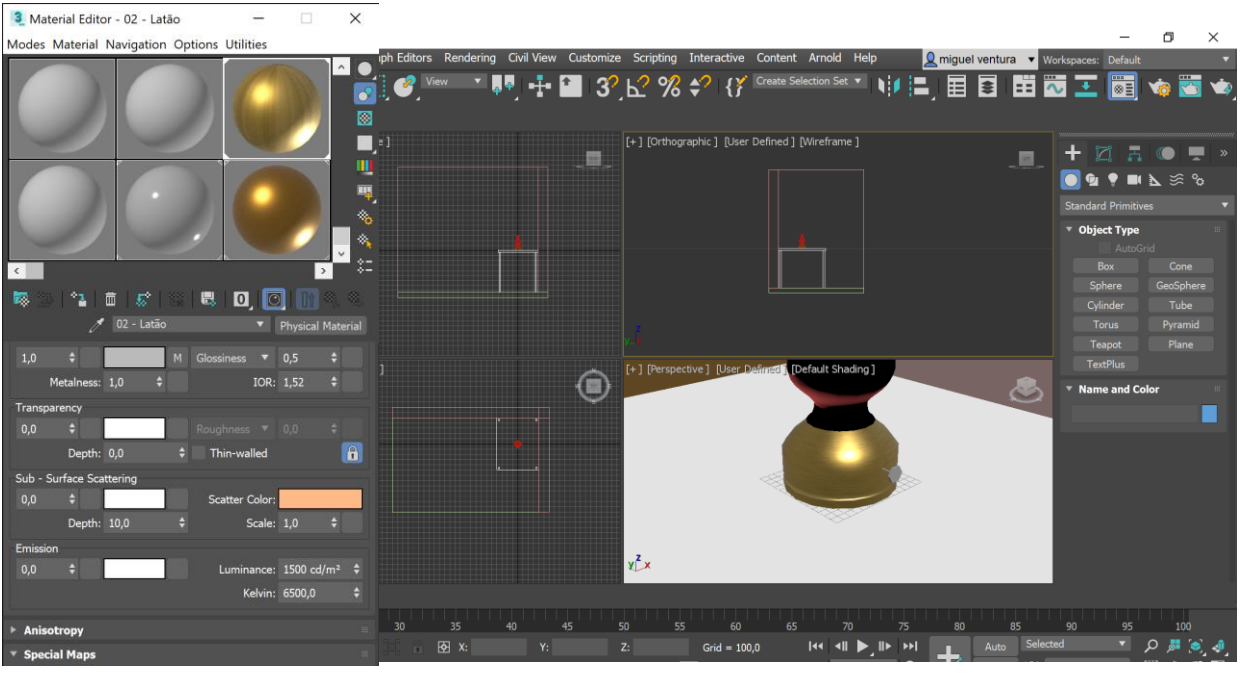 3 Material Editor - 02 - Latão
Modes Material Navigation Options Utilities
ph Editors Rendering Civil View Customize Scripting Interactive Content Arnold Help miguel ventura Workspaces: Default
View Create Selection Set
[+] [Orthographic] [User Defined] [Wireframe]
Standard Primitives
Object Type
AutoGrid
Box Cone
Sphere GeoSphere
Cylinder Tube
Torus Pyramid
Teapot Plane
TextPlus
Name and Color
02 - Latão Physical Material
1,0 M Glossiness 0,5
Metalness: 1,0 IOR: 1,52
Transparency
0,0 Roughness 0,0
Depth: 0,0 Thin-walled
Sub - Surface Scattering
0,0 Scatter Color:
Depth: 10,0 Scale: 1,0
Emission
0,0 Luminance: 1500 cd/m²
Kelvin: 6500,0
Anisotropy
Special Maps
[+] [Perspective] [User Defined] [Default Shading]
z
y x
30 35 40 45 50 55 60 65 70 75 80 85 90 95 100
X: Y: Z: Grid = 100,0 Auto Selected